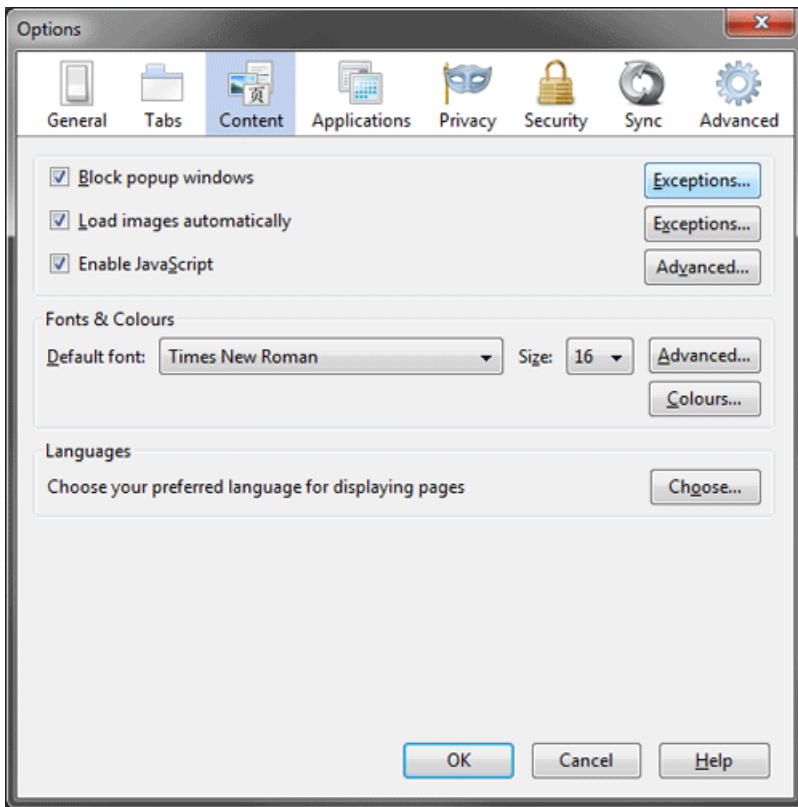 Options
x
General Tabs Content Applications Privacy Security Sync Advanced
页
Block popup windows Exceptions...
Load images automatically Exceptions...
Enable JavaScript Advanced...
Fonts & Colours
Default font: Times New Roman Size: 16 Advanced...
Colours...
Languages
Choose your preferred language for displaying pages Choose...
OK Cancel Help